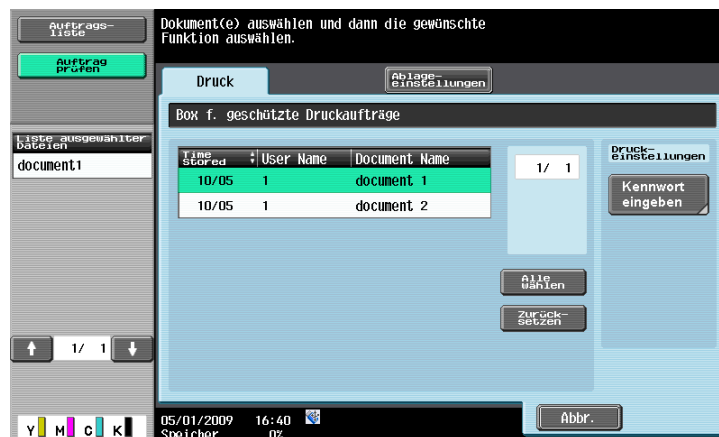 Auftrags-
liste
Auftrag
prüfen
Liste ausgewählter
Dateien
document1
1/ 1
Y M C K
Dokument(e) auswählen und dann die gewünschte
Funktion auswählen.
Druck
Ablage-
einstellungen
Box f. geschützte Druckaufträge
Time
stored User Name Document Name
10/05 1 document 1
10/05 1 document 2
1/ 1
Alle
wählen
Zurück-
setzen
Druck-
einstellungen
Kennwort
eingeben
Abbr.
05/01/2009 16:40
Speicher 0%